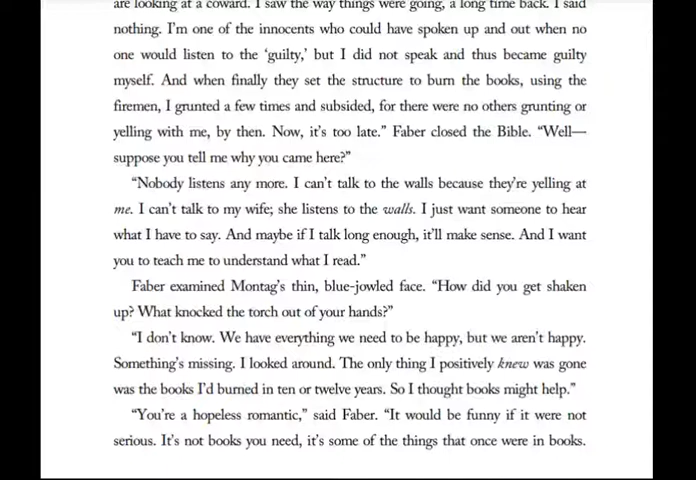 are looking at a coward. I saw the way things were going, a long time back. I said
nothing. I'm one of the innocents who could have spoken up and out when no
one would listen to the ‘guilty,’ but I did not speak and thus became guilty
myself. And when finally they set the structure to burn the books, using the
firemen, I grunted a few times and subsided, for there were no others grunting or
yelling with me, by then. Now, it's too late.” Faber closed the Bible. “Well—
suppose you tell me why you came here?”
“Nobody listens any more. I can't talk to the walls because they're yelling at
me. I can't talk to my wife; she listens to the walls. I just want someone to hear
what I have to say. And maybe if I talk long enough, it'll make sense. And I want
you to teach me to understand what I read.”
Faber examined Montag's thin, blue-jowled face. “How did you get shaken
up? What knocked the torch out of your hands?”
“I don't know. We have everything we need to be happy, but we aren't happy.
Something's missing. I looked around. The only thing I positively knew was gone
was the books I'd burned in ten or twelve years. So I thought books might help.”
“You're a hopeless romantic,” said Faber. “It would be funny if it were not
serious. It's not books you need, it's some of the things that once were in books.